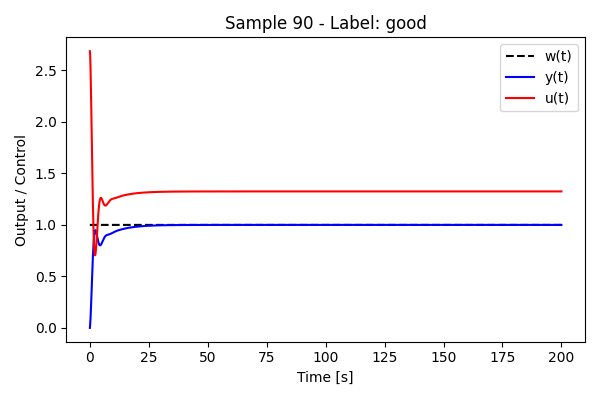 Sample 90 - Label: good
w(t)
y(t)
u(t)
Output / Control
2.5
2.0
1.5
1.0
0.5
0.0
0 25 50 75 100 125 150 175 200
Time [s]